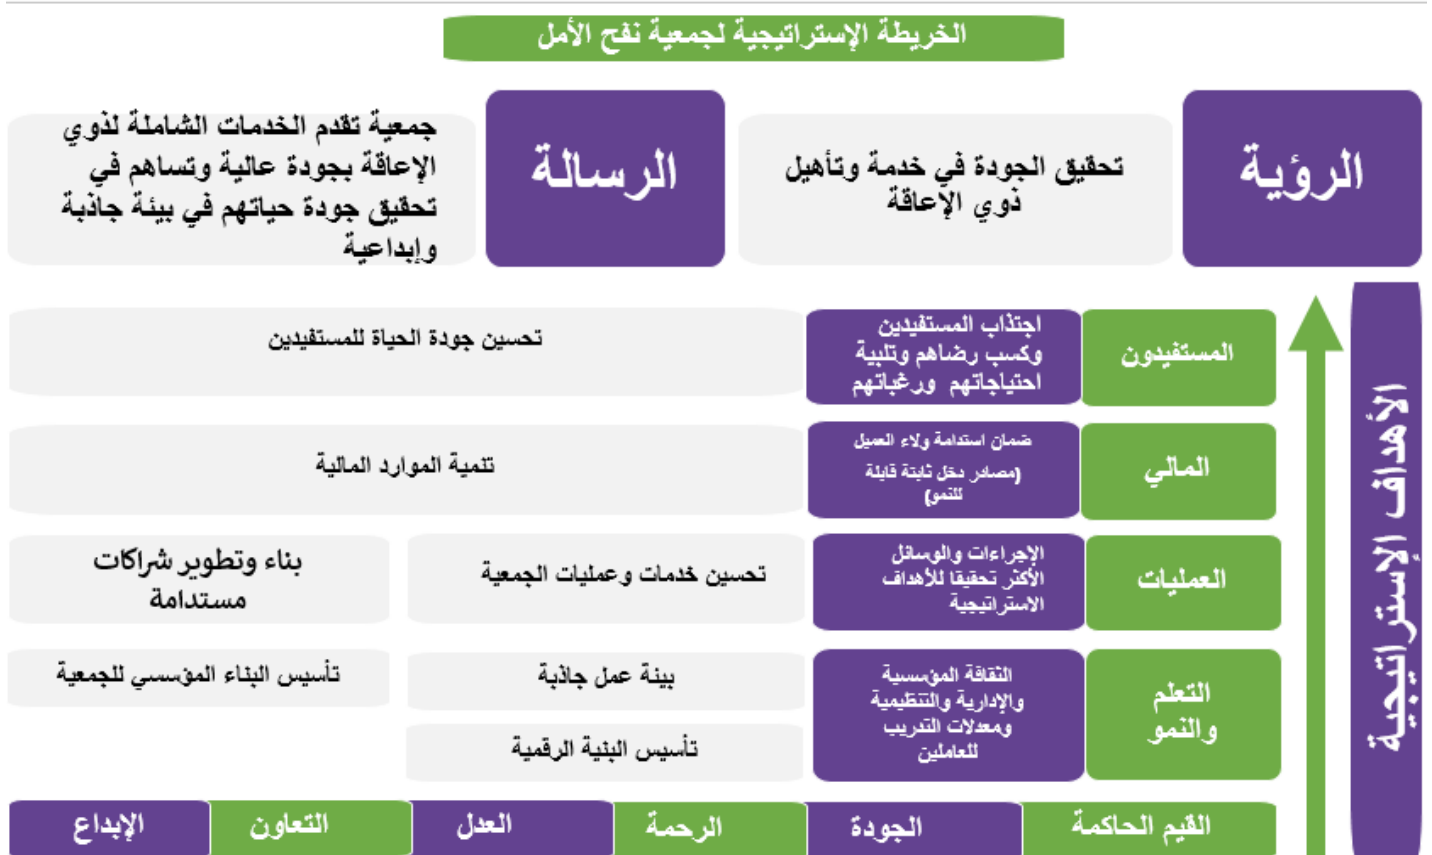 الخريطة الإستراتيجية لجمعية نفح الأمل
الرؤية
تحقيق الجودة في خدمة وتأهيل
ذوي الإعاقة
الرسالة
جمعية تقدم الخدمات الشاملة لذوي
الإعاقة بجودة عالية وتساهم في
تحقيق جودة حياتهم في بيئة جاذبة
وإبداعية
الأهداف الإستراتيجية
المستفيدون
اجتذاب المستفيدين
وكسب رضاهم وتلبية
احتياجاتهم ورغباتهم
تحسين جودة الحياة للمستفيدين
المالي
ضمان استدامة ولاء العميل
(مصادر دخل ثابتة قابلة
للنمو)
تنمية الموارد المالية
العمليات
الإجراءات والوسائل
الأكثر تحقيقا للأهداف
الاستراتيجية
تحسين خدمات وعمليات الجمعية
بناء وتطوير شراكات
مستدامة
التعلم
والنمو
الثقافة المؤسسية
والإدارية والتنظيمية
ومعدلات التدريب
للعاملين
بيئة عمل جاذبة
تأسيس البناء المؤسسي للجمعية
تأسيس البنية الرقمية
القيم الحاكمة
الجودة
الرحمة
العدل
التعاون
الإبداع